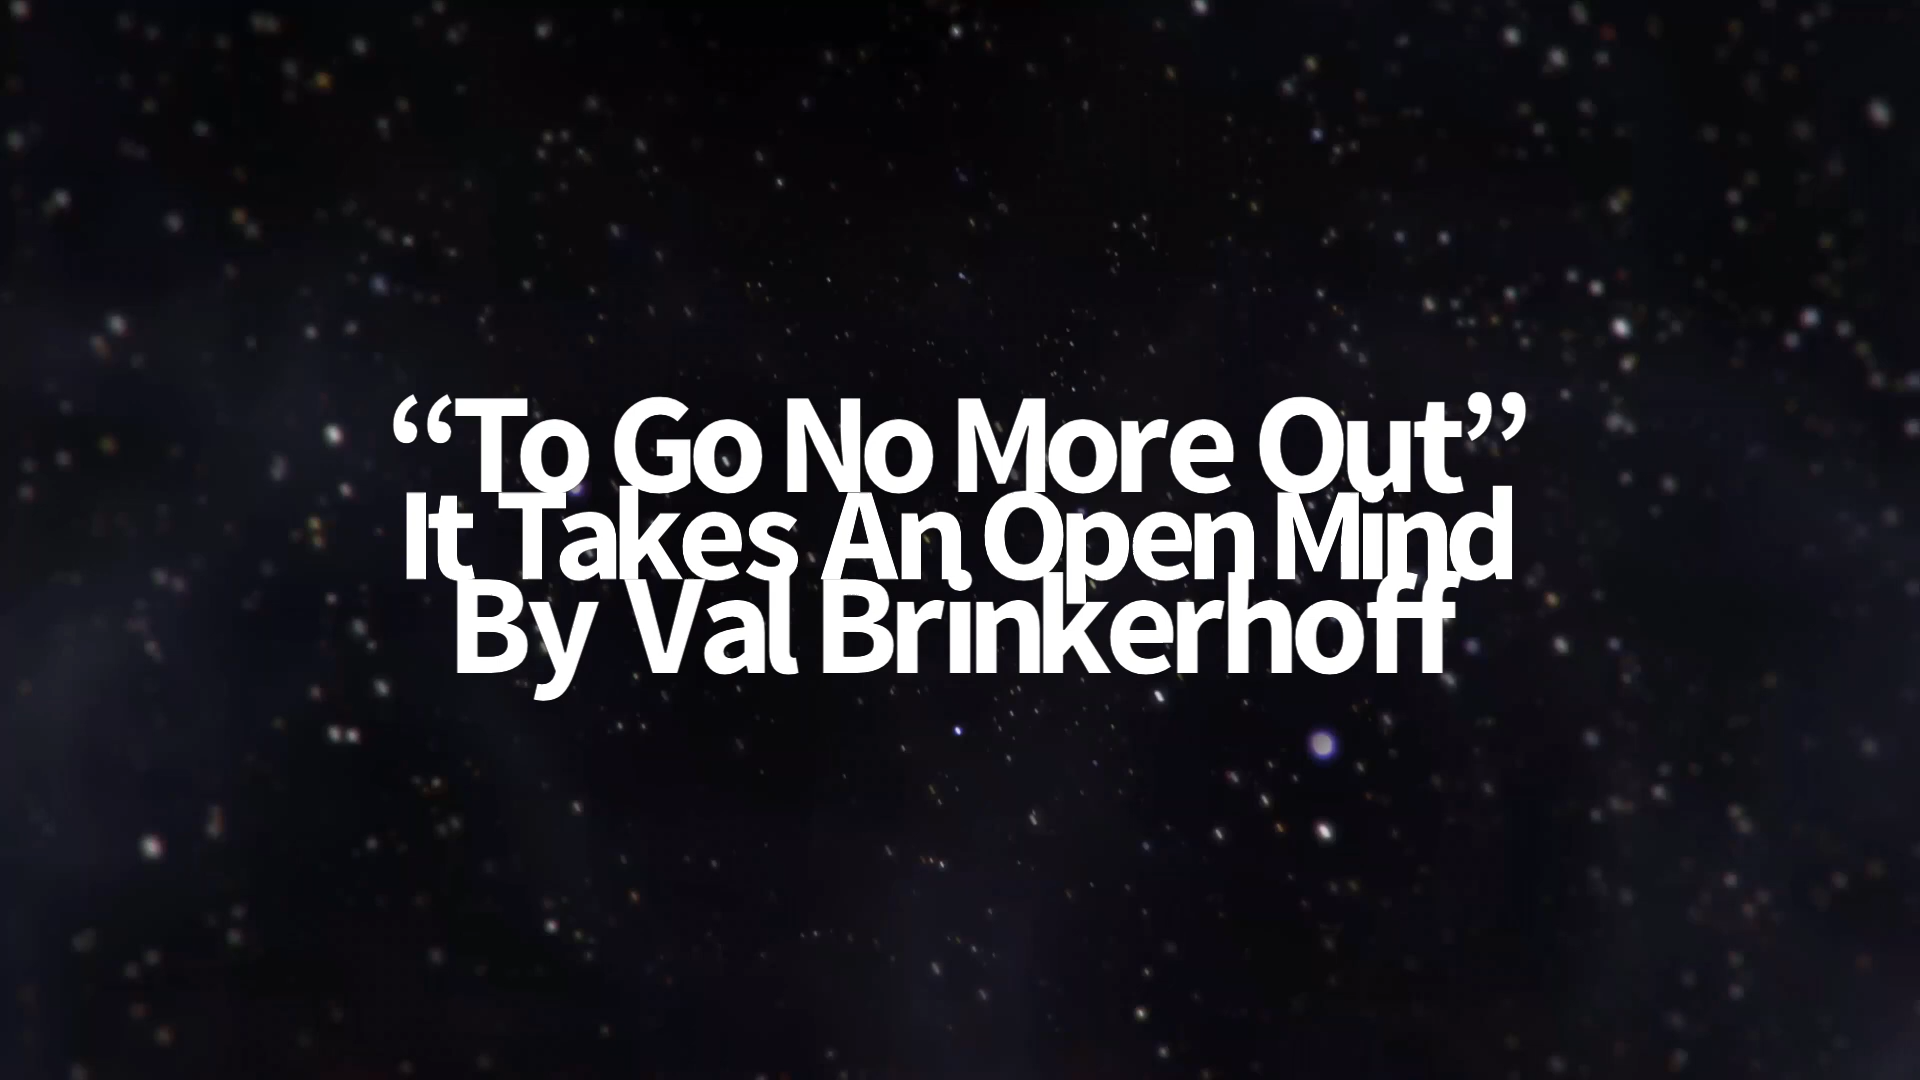 “To Go No More Out”
It Takes An Open Mind
By Val Brinkerhoff